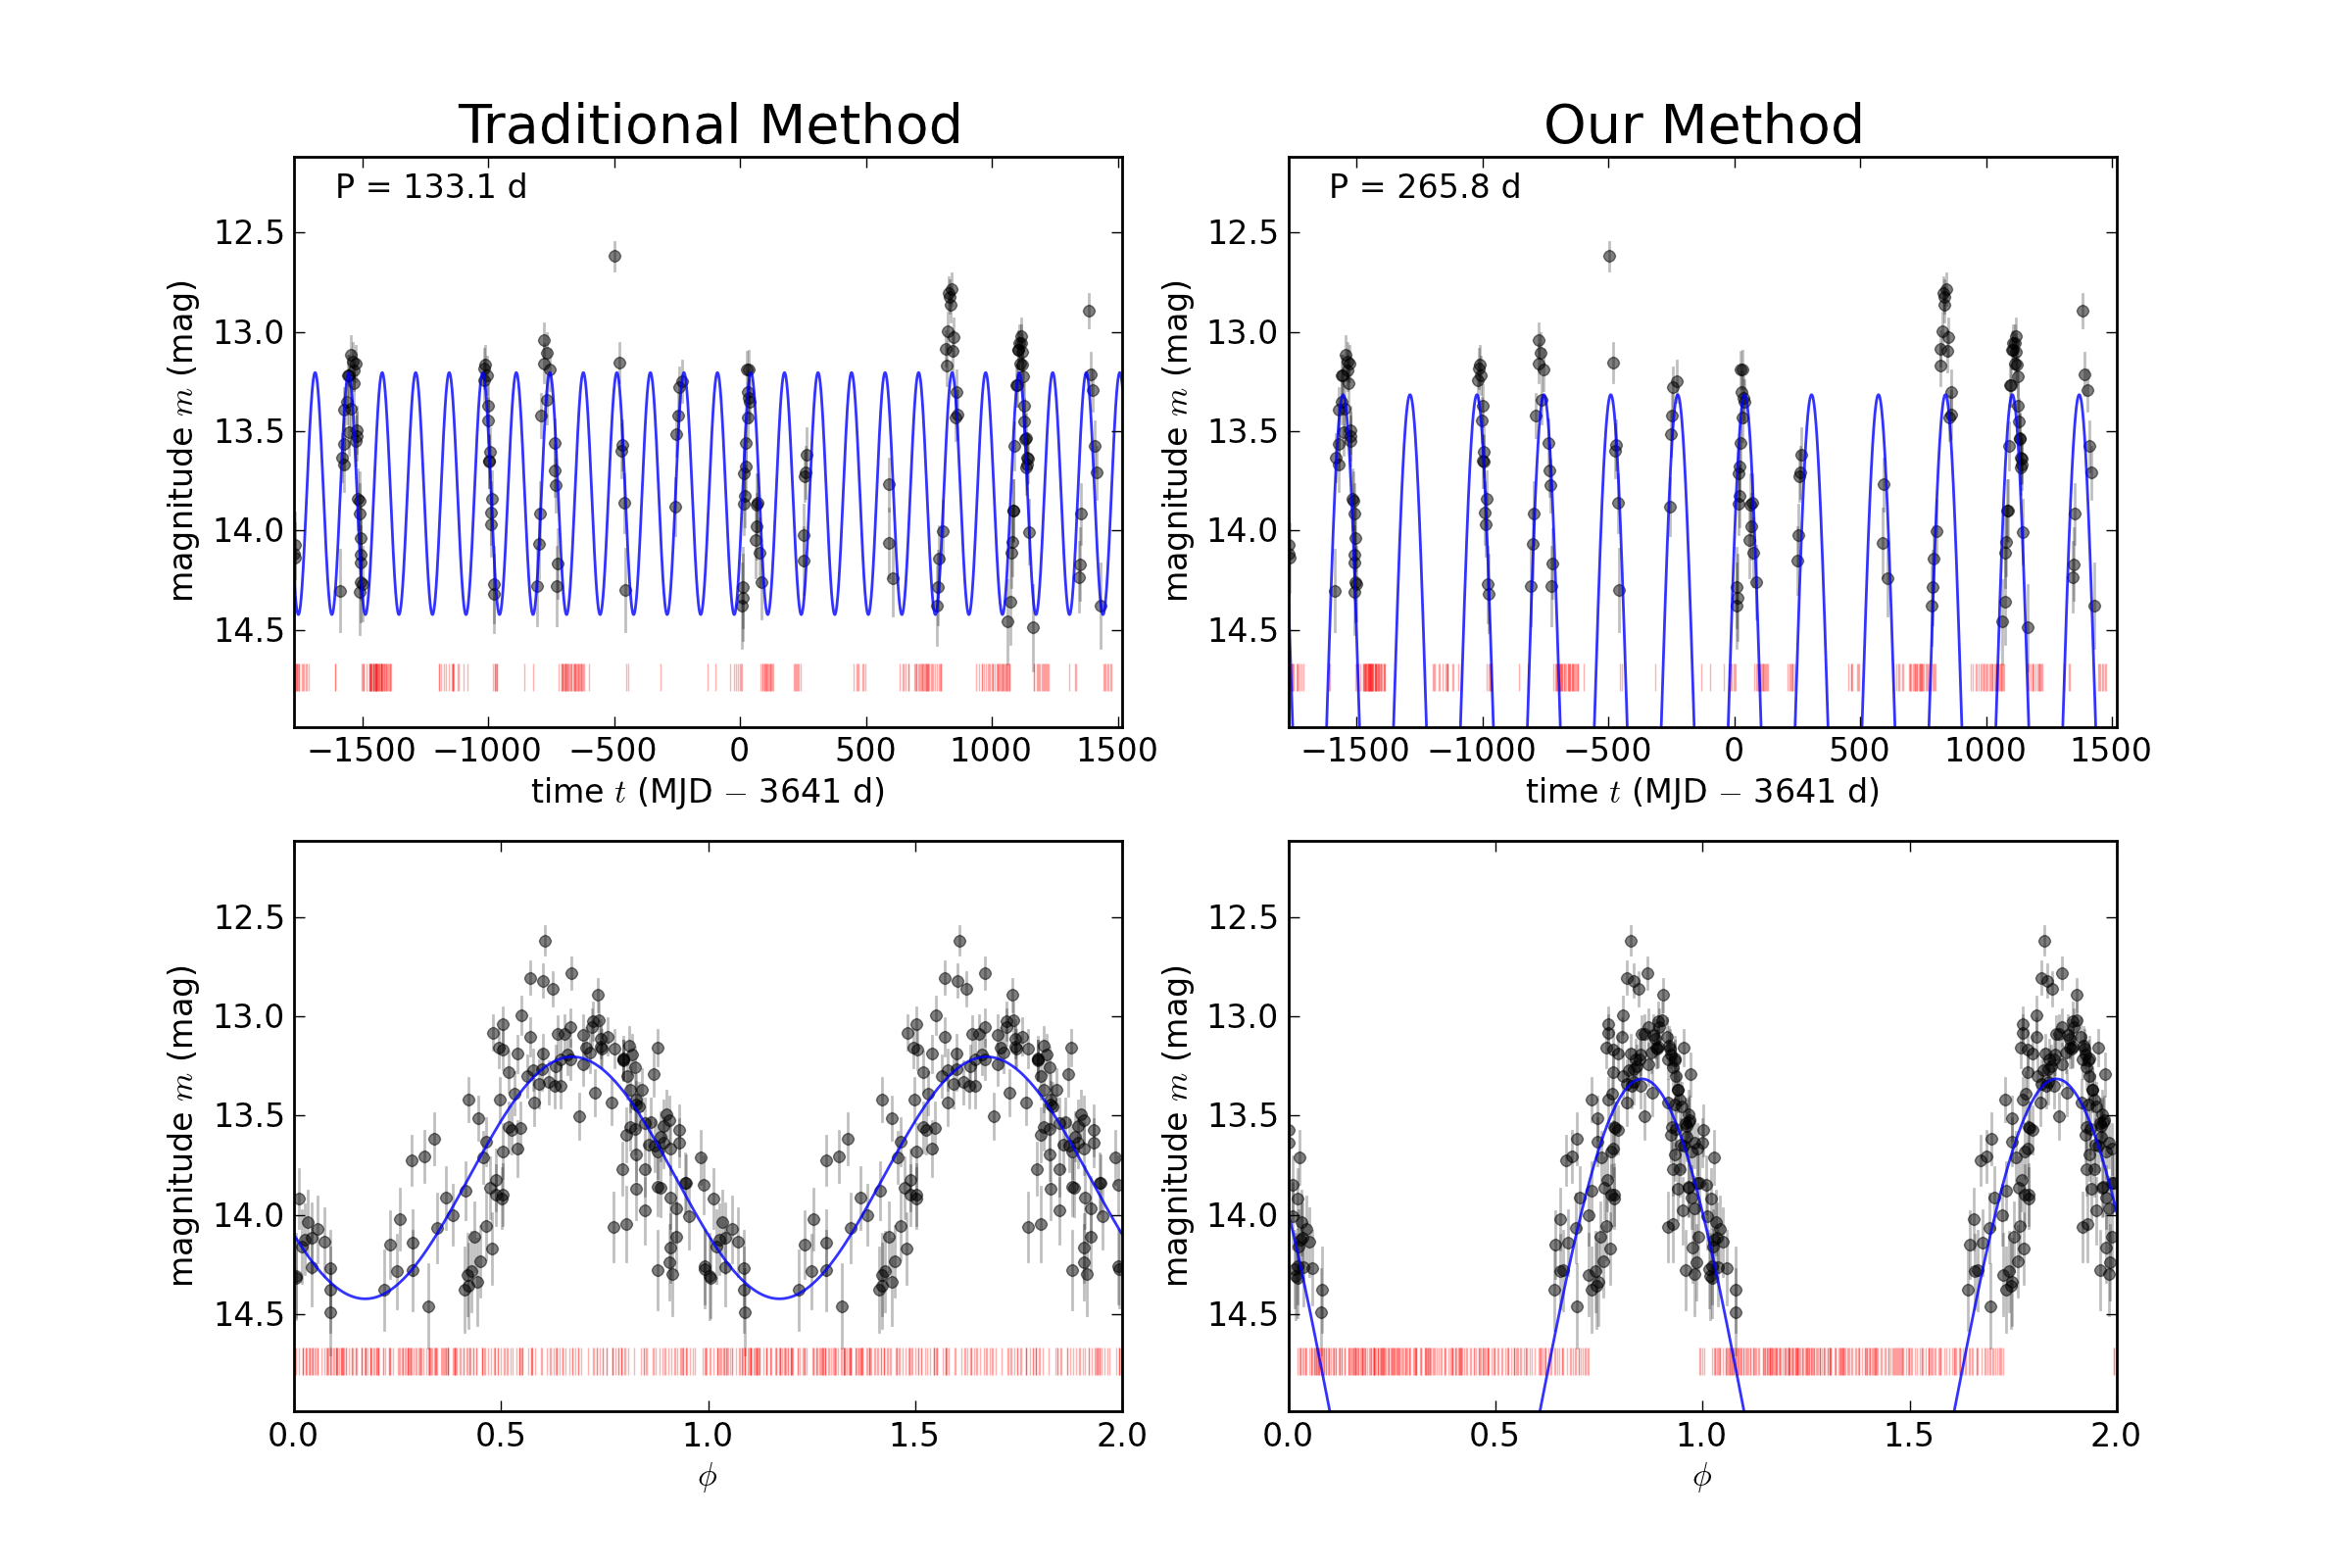 Traditional Method
P = 133.1 d
12.5
13.0
13.5
14.0
14.5
magnitude m (mag)
−1500 −1000 −500 0 500 1000 1500
time t (MJD − 3641 d)
Our Method
P = 265.8 d
12.5
13.0
13.5
14.0
14.5
magnitude m (mag)
−1500 −1000 −500 0 500 1000 1500
time t (MJD − 3641 d)
12.5
13.0
13.5
14.0
14.5
magnitude m (mag)
0.0 0.5 1.0 1.5 2.0
ϕ
12.5
13.0
13.5
14.0
14.5
magnitude m (mag)
0.0 0.5 1.0 1.5 2.0
ϕ